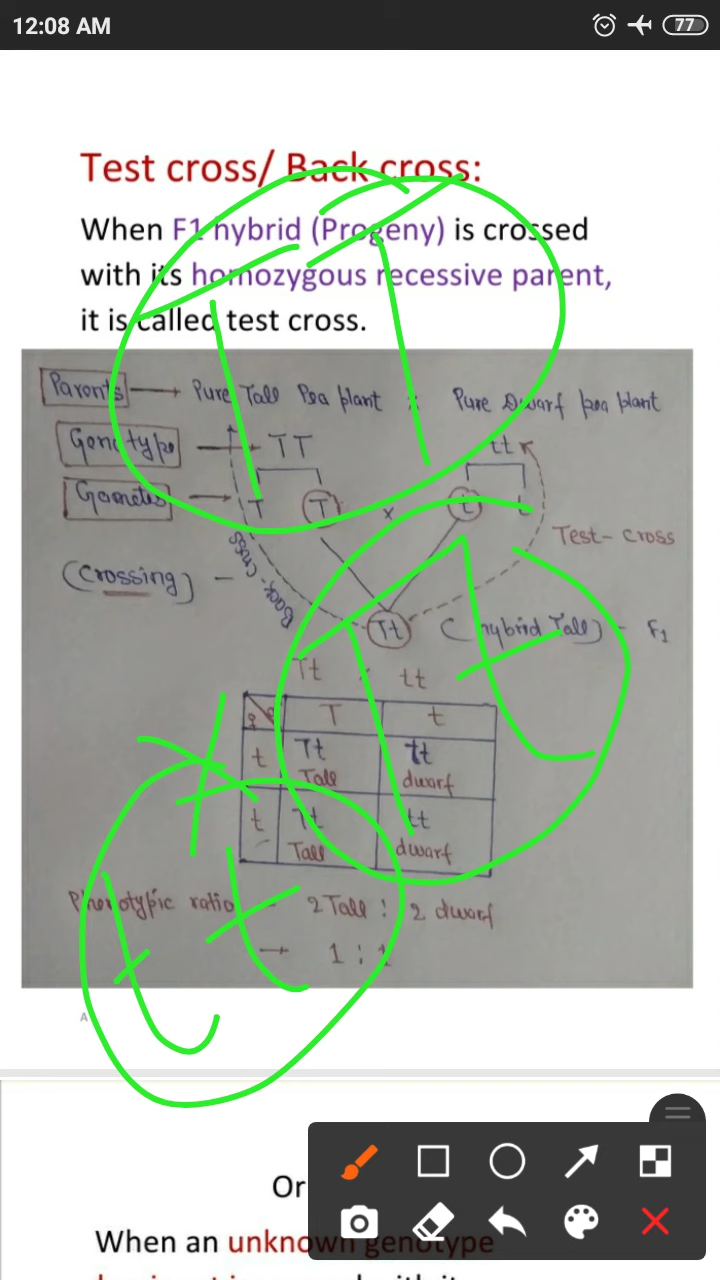 12:08 AM
77
Test cross/ Back cross:
When F1 hybrid (Progeny) is crossed
with its homozygous recessive parent,
it is called test cross.
Parents → Pure Tall Pea plant × Pure Dwarf pea plant
Genotype → TT tt
Gametes → T T × t t
Test-cross
(Crossing) -
Back-cross
Tt (hybrid Tall) - F1
Tt × tt
♀ T t
t Tt tt
Tall dwarf
t Tt tt
Tall dwarf
Phenotypic ratio - 2 Tall : 2 dwarf
→ 1 : 1
A
TT
Tt
×
tt
Or
When an unknown genotype